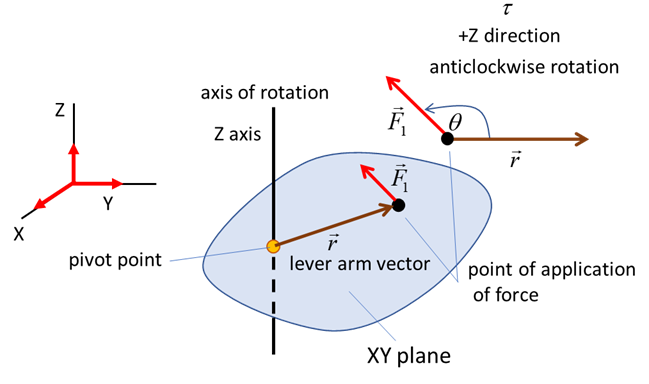 τ
+Z direction
anticlockwise rotation
axis of rotation
Z axis
F⃗₁
θ
r⃗
Z
Y
X
F⃗₁
r⃗
lever arm vector
pivot point
point of application
of force
XY plane